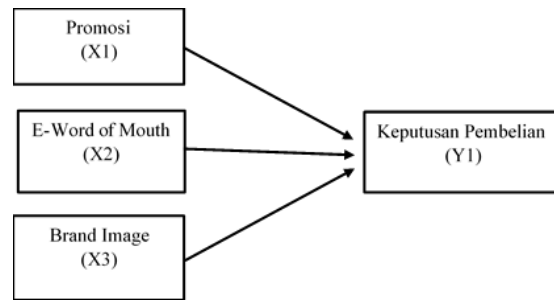 Promosi
(X1)
E-Word of Mouth
(X2)
Keputusan Pembelian
(Y1)
Brand Image
(X3)